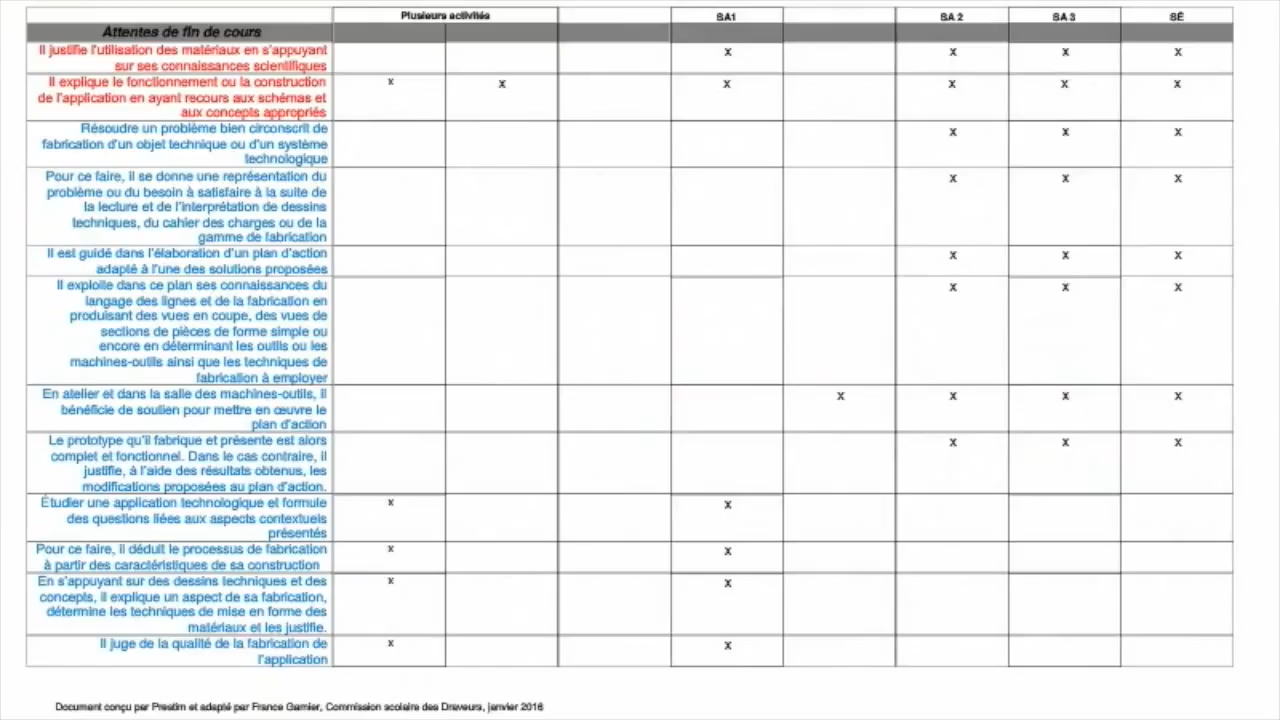 Plusieurs activités SA1 SA 2 SA 3 SÉ
Attentes de fin de cours
Il justifie l'utilisation des matériaux en s'appuyant x x x x
sur ses connaissances scientifiques
Il explique le fonctionnement ou la construction x x x x x x
de l'application en ayant recours aux schémas et
aux concepts appropriés
Résoudre un problème bien circonscrit de x x x
fabrication d'un objet technique ou d'un système
technologique
Pour ce faire, il se donne une représentation du x x x
problème ou du besoin à satisfaire à la suite de
la lecture et de l'interprétation de dessins
techniques, du cahier des charges ou de la
gamme de fabrication
Il est guidé dans l'élaboration d'un plan d'action x x x
adapté à l'une des solutions proposées
Il exploite dans ce plan ses connaissances du x x x
langage des lignes et de la fabrication en
produisant des vues en coupe, des vues de
sections de pièces de forme simple ou
encore en déterminant les outils ou les
machines-outils ainsi que les techniques de
fabrication à employer
En atelier et dans la salle des machines-outils, il x x x x
bénéficie de soutien pour mettre en œuvre le
plan d'action
Le prototype qu'il fabrique et présente est alors x x x
complet et fonctionnel. Dans le cas contraire, il
justifie, à l'aide des résultats obtenus, les
modifications proposées au plan d'action.
Étudier une application technologique et formule x x
des questions liées aux aspects contextuels
présentés
Pour ce faire, il déduit le processus de fabrication x x
à partir des caractéristiques de sa construction
En s'appuyant sur des dessins techniques et des x x
concepts, il explique un aspect de sa fabrication,
détermine les techniques de mise en forme des
matériaux et les justifie.
Il juge de la qualité de la fabrication de x x
l'application
Document conçu par Prestim et adapté par France Garnier, Commission scolaire des Draveurs, janvier 2016